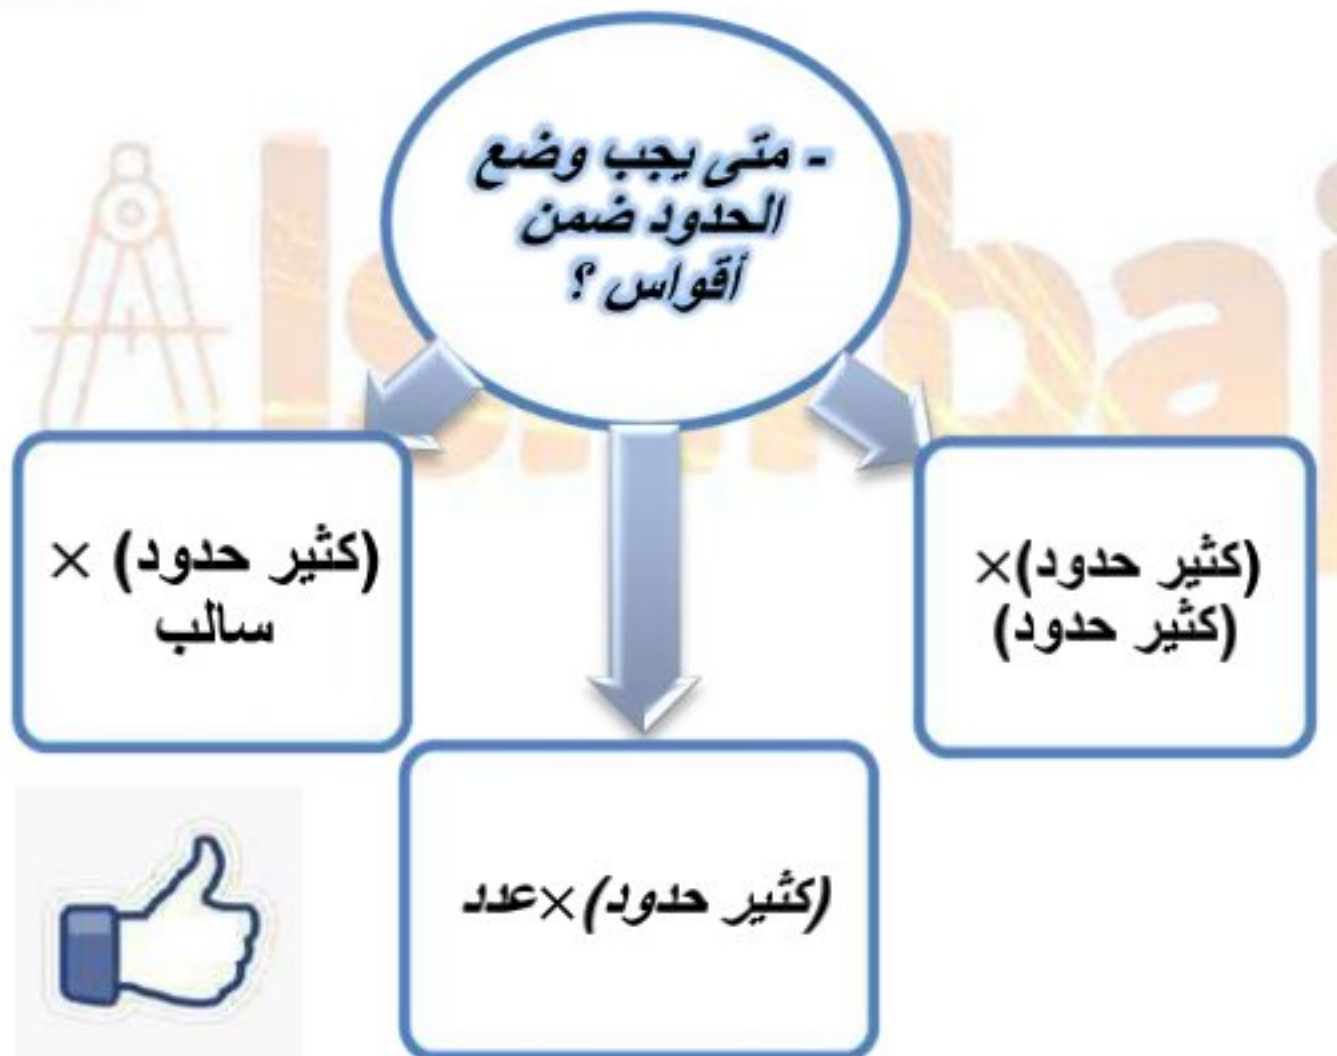 - متى يجب وضع
الحدود ضمن
أقواس ؟
(كثير حدود)×
(كثير حدود)
(كثير حدود)×عدد
(كثير حدود) ×
سالب